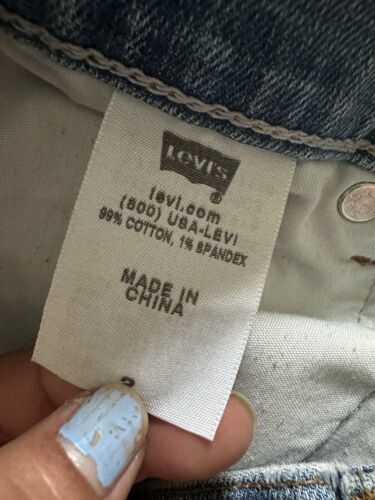 LEVI'S
®
levi.com
(800) USA-LEVI
99% COTTON, 1% SPANDEX
MADE IN
CHINA